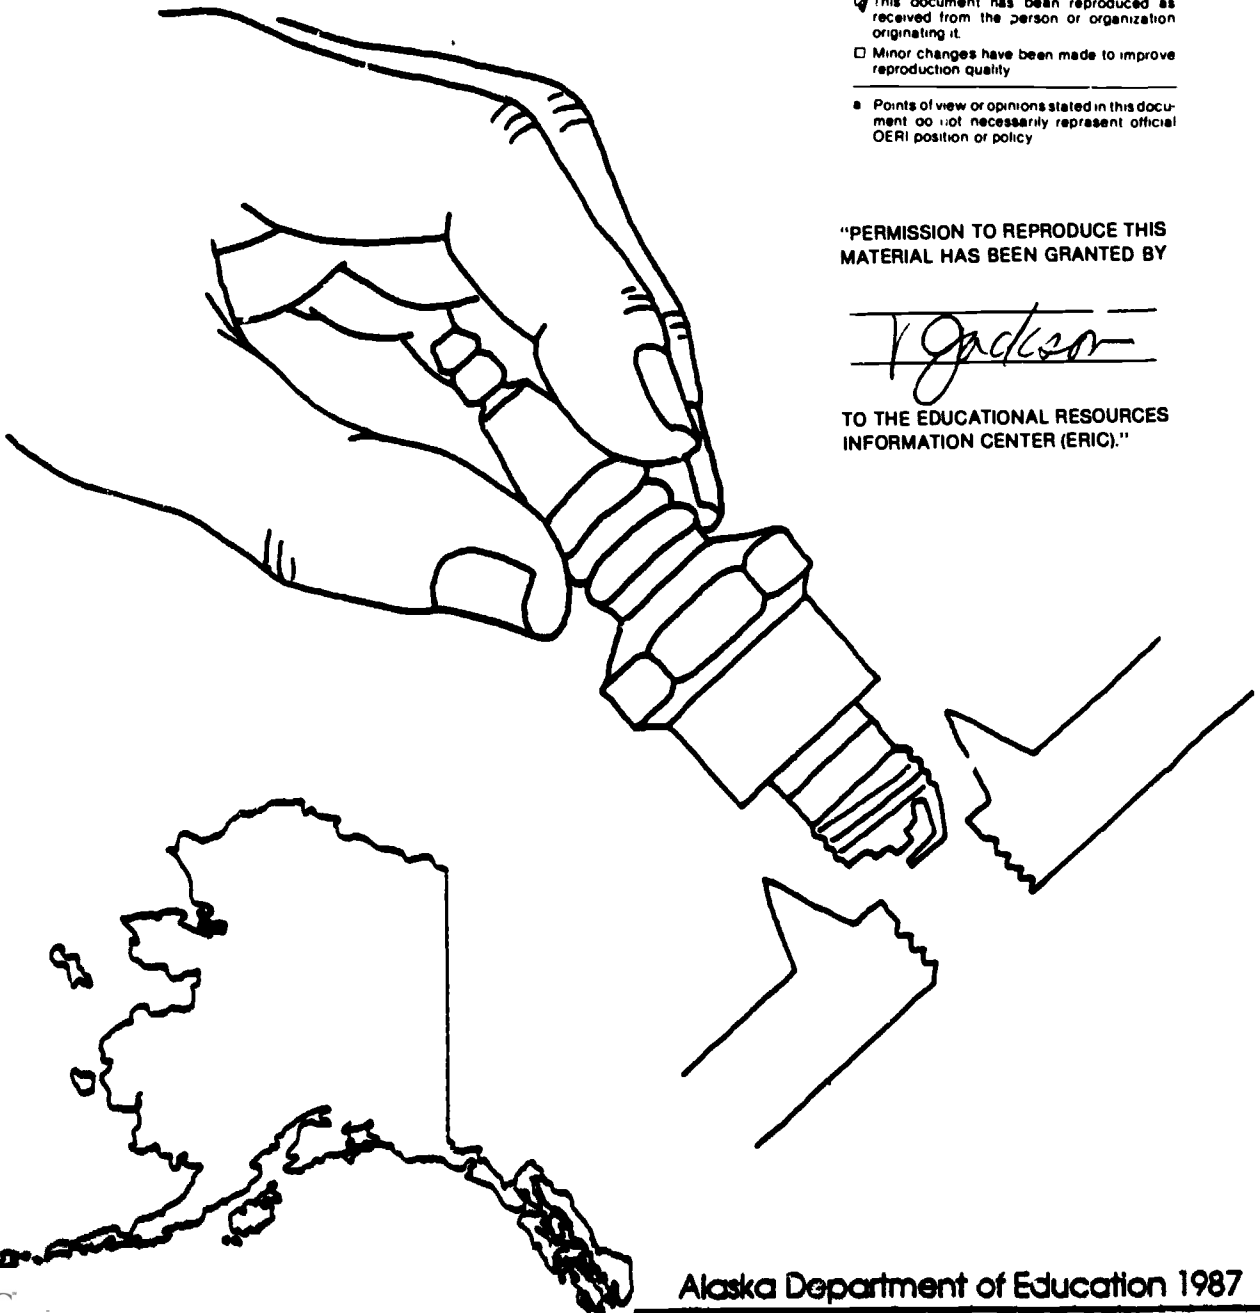 This document has been reproduced as
received from the person or organization
originating it.
□ Minor changes have been made to improve
reproduction quality
Points of view or opinions stated in this docu-
ment do not necessarily represent official
OERI position or policy
"PERMISSION TO REPRODUCE THIS
MATERIAL HAS BEEN GRANTED BY
Jackson
TO THE EDUCATIONAL RESOURCES
INFORMATION CENTER (ERIC)."
Alaska Department of Education 1987